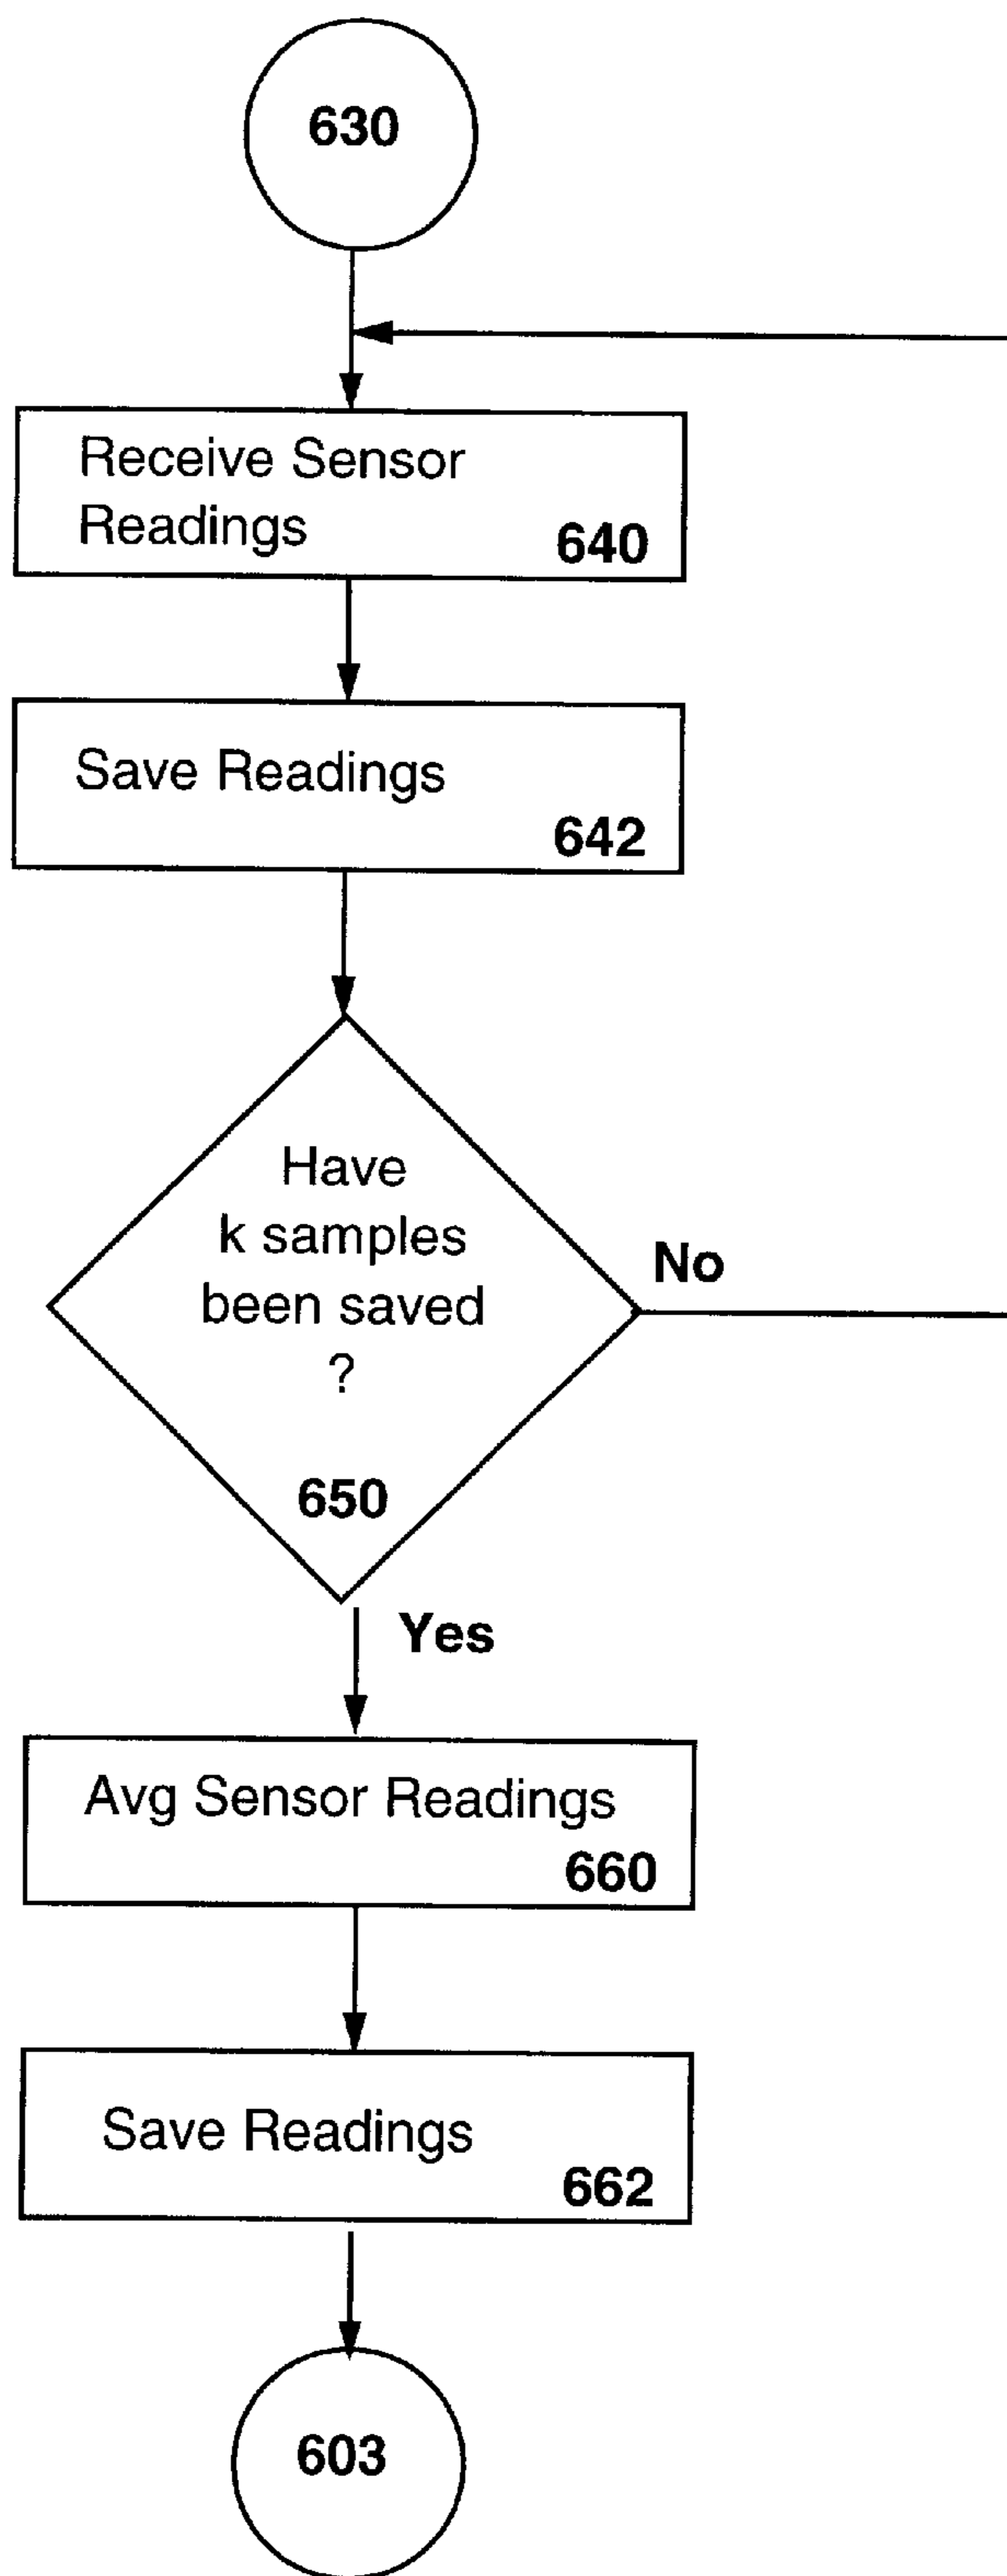 630
Receive Sensor
Readings
640
Save Readings
642
Have
k samples
been saved
?
650
No
Yes
Avg Sensor Readings
660
Save Readings
662
603